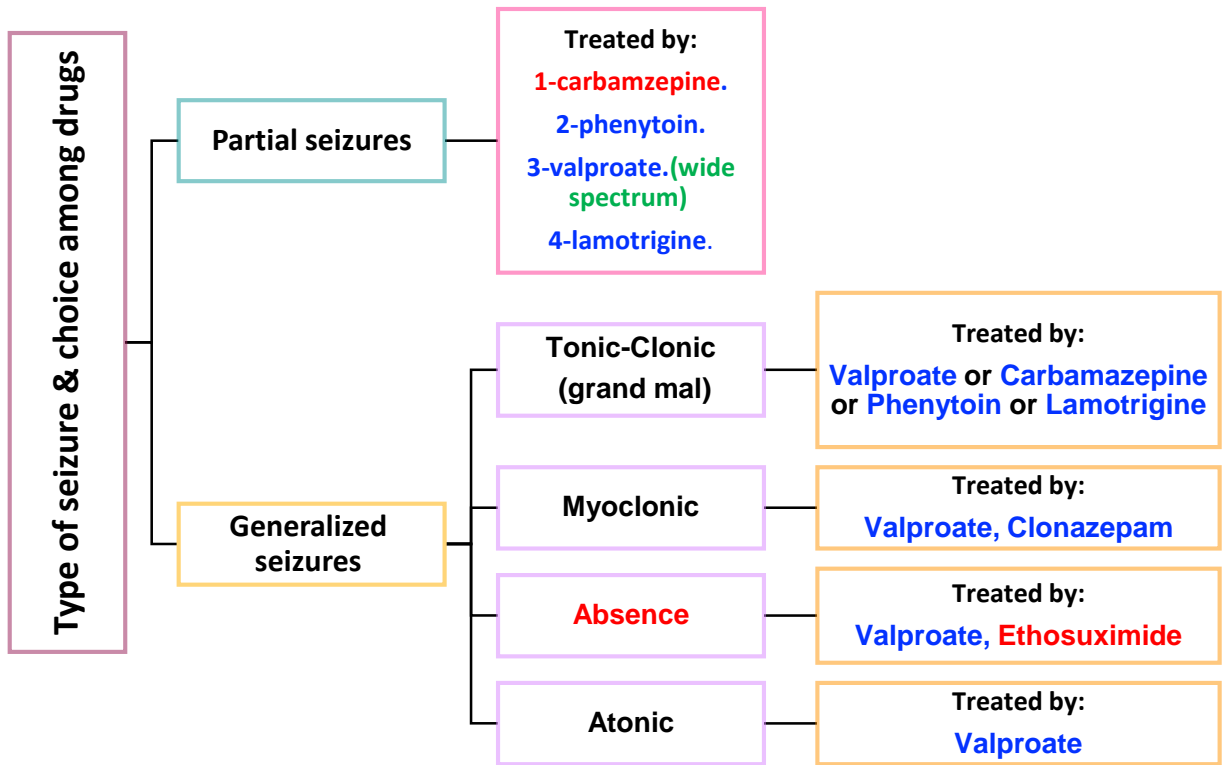 Type of seizure & choice among drugs
Partial seizures
Treated by:
1-carbamzepine.
2-phenytoin.
3-valproate.(wide
spectrum)
4-lamotrigine.
Generalized
seizures
Tonic-Clonic
(grand mal)
Treated by:
Valproate or Carbamazepine
or Phenytoin or Lamotrigine
Myoclonic
Treated by:
Valproate, Clonazepam
Absence
Treated by:
Valproate, Ethosuximide
Atonic
Treated by:
Valproate